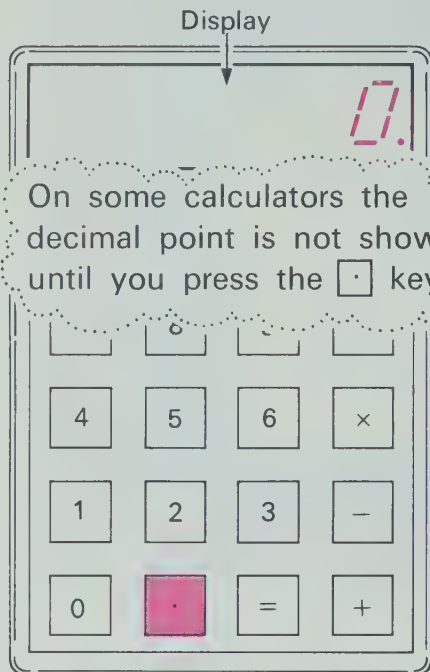 Display
0.
On some calculators the
decimal point is not show
until you press the · key
4 5 6 ×
1 2 3 −
0 · = +